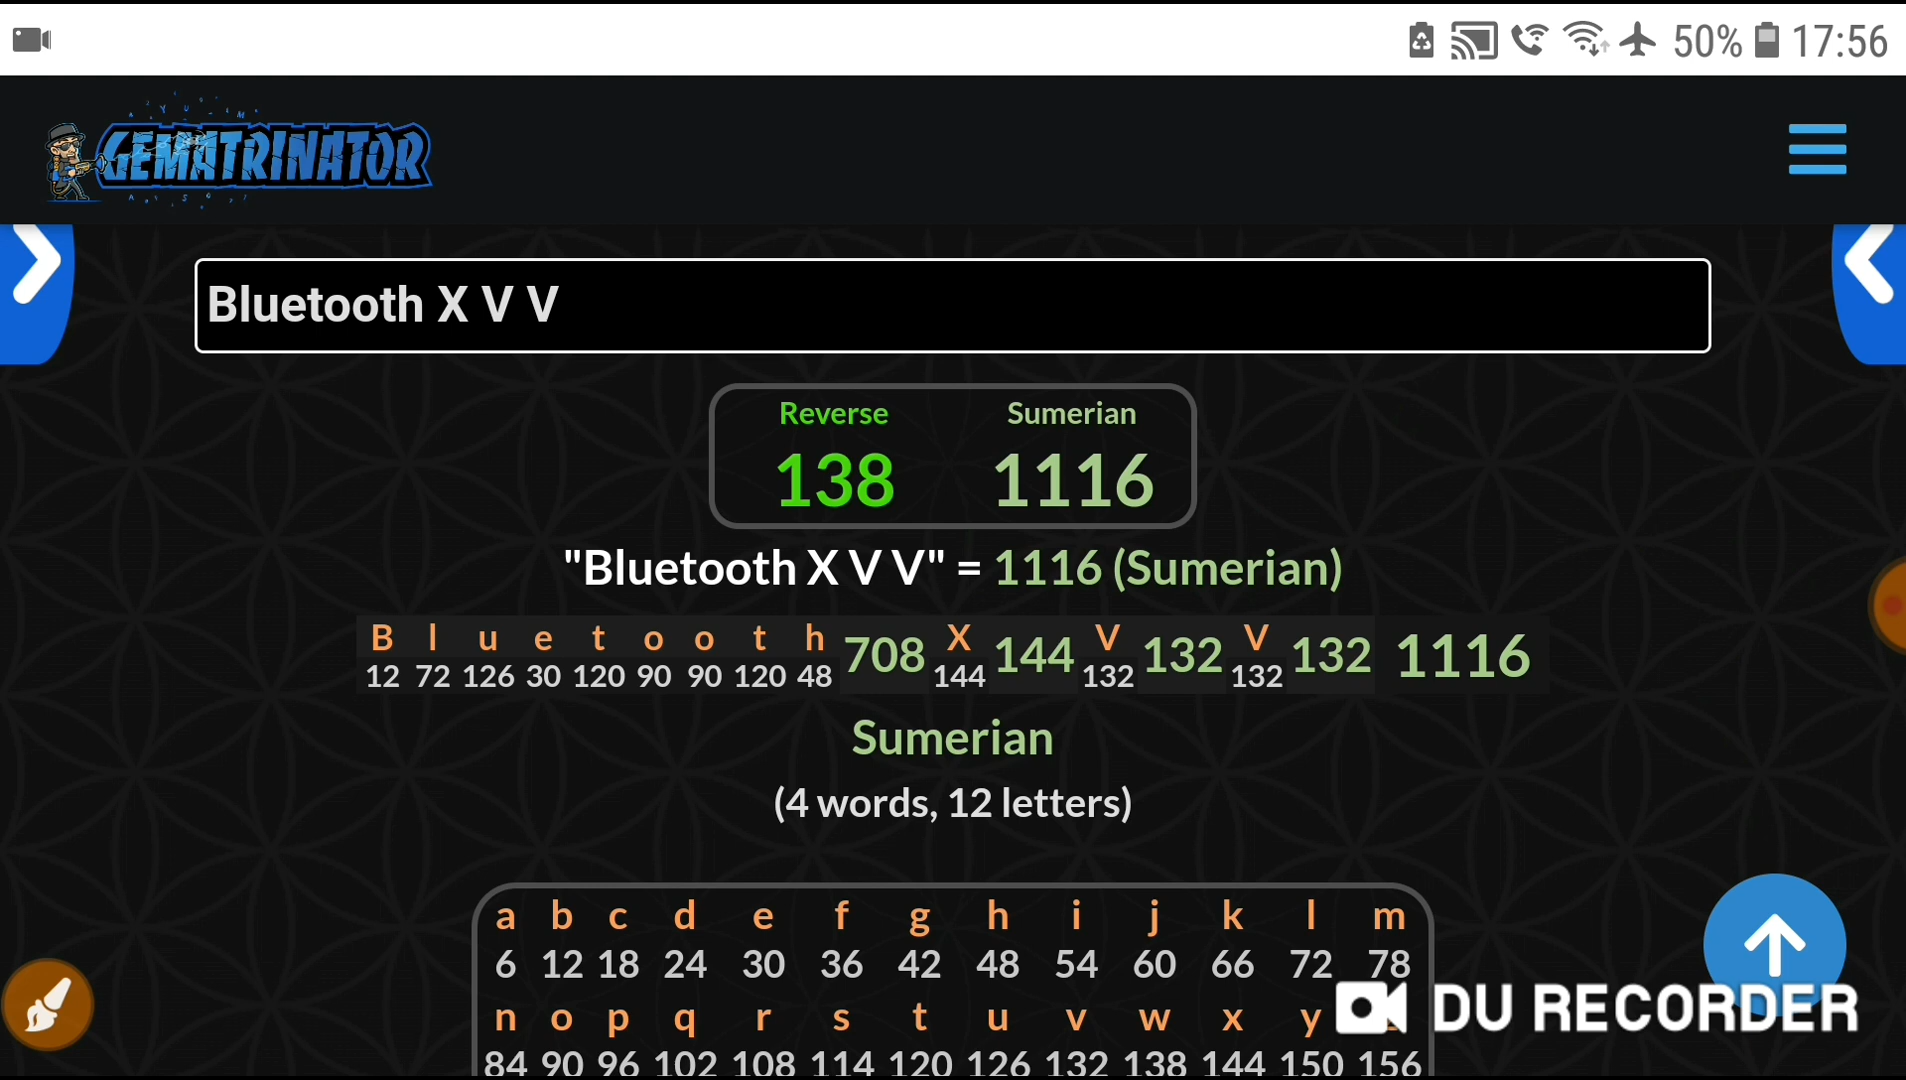 50% 17:56
GEMATRINATOR
Bluetooth X V V
Reverse Sumerian
138 1116
"Bluetooth X V V" = 1116 (Sumerian)
B l u e t o o t h 708 X 144 V 132 V 132 1116
12 72 126 30 120 90 90 120 48 144 132 132
Sumerian
(4 words, 12 letters)
a b c d e f g h i j k l m
6 12 18 24 30 36 42 48 54 60 66 72 78
DU RECORDER
n o p q r s t u v w x y
84 90 96 102 108 114 120 126 132 138 144 150 156